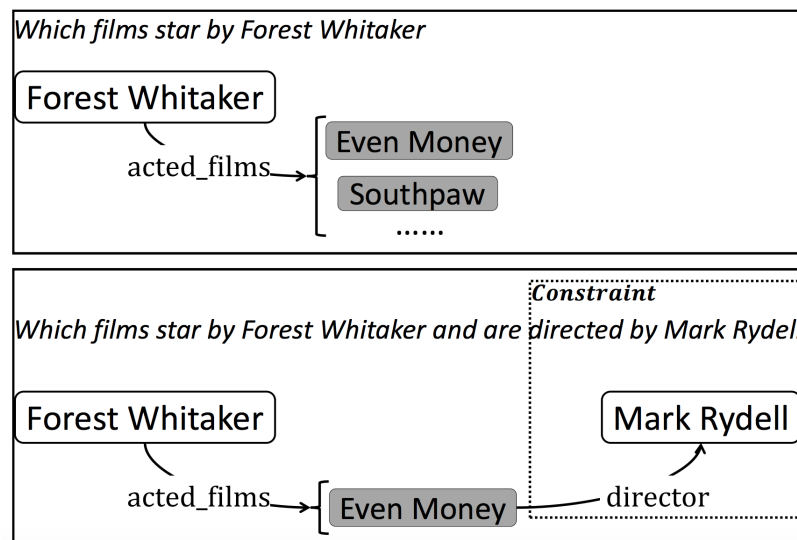 Which films star by Forest Whitaker
Forest Whitaker
Even Money
acted_films
Southpaw
......
Constraint
Which films star by Forest Whitaker and are directed by Mark Rydel
Forest Whitaker
Mark Rydell
acted_films
Even Money
director